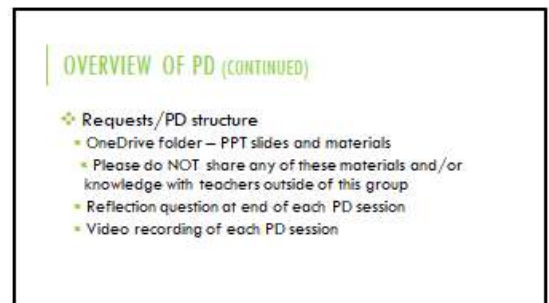 OVERVIEW OF PD (CONTINUED)
Requests/PD structure
OneDrive folder – PPT slides and materials
Please do NOT share any of these materials and/or
knowledge with teachers outside of this group
Reflection question at end of each PD session
Video recording of each PD session